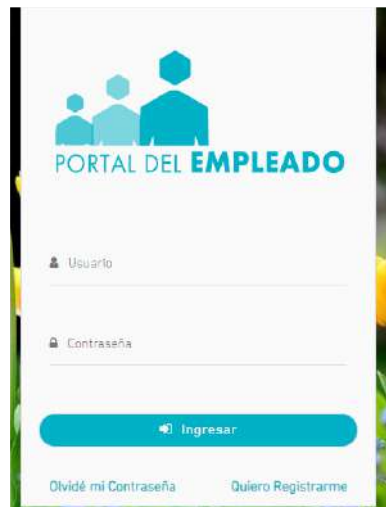 PORTAL DEL EMPLEADO
Usuario
Contraseña
Ingresar
Olvidé mi Contraseña Quiero Registrarme